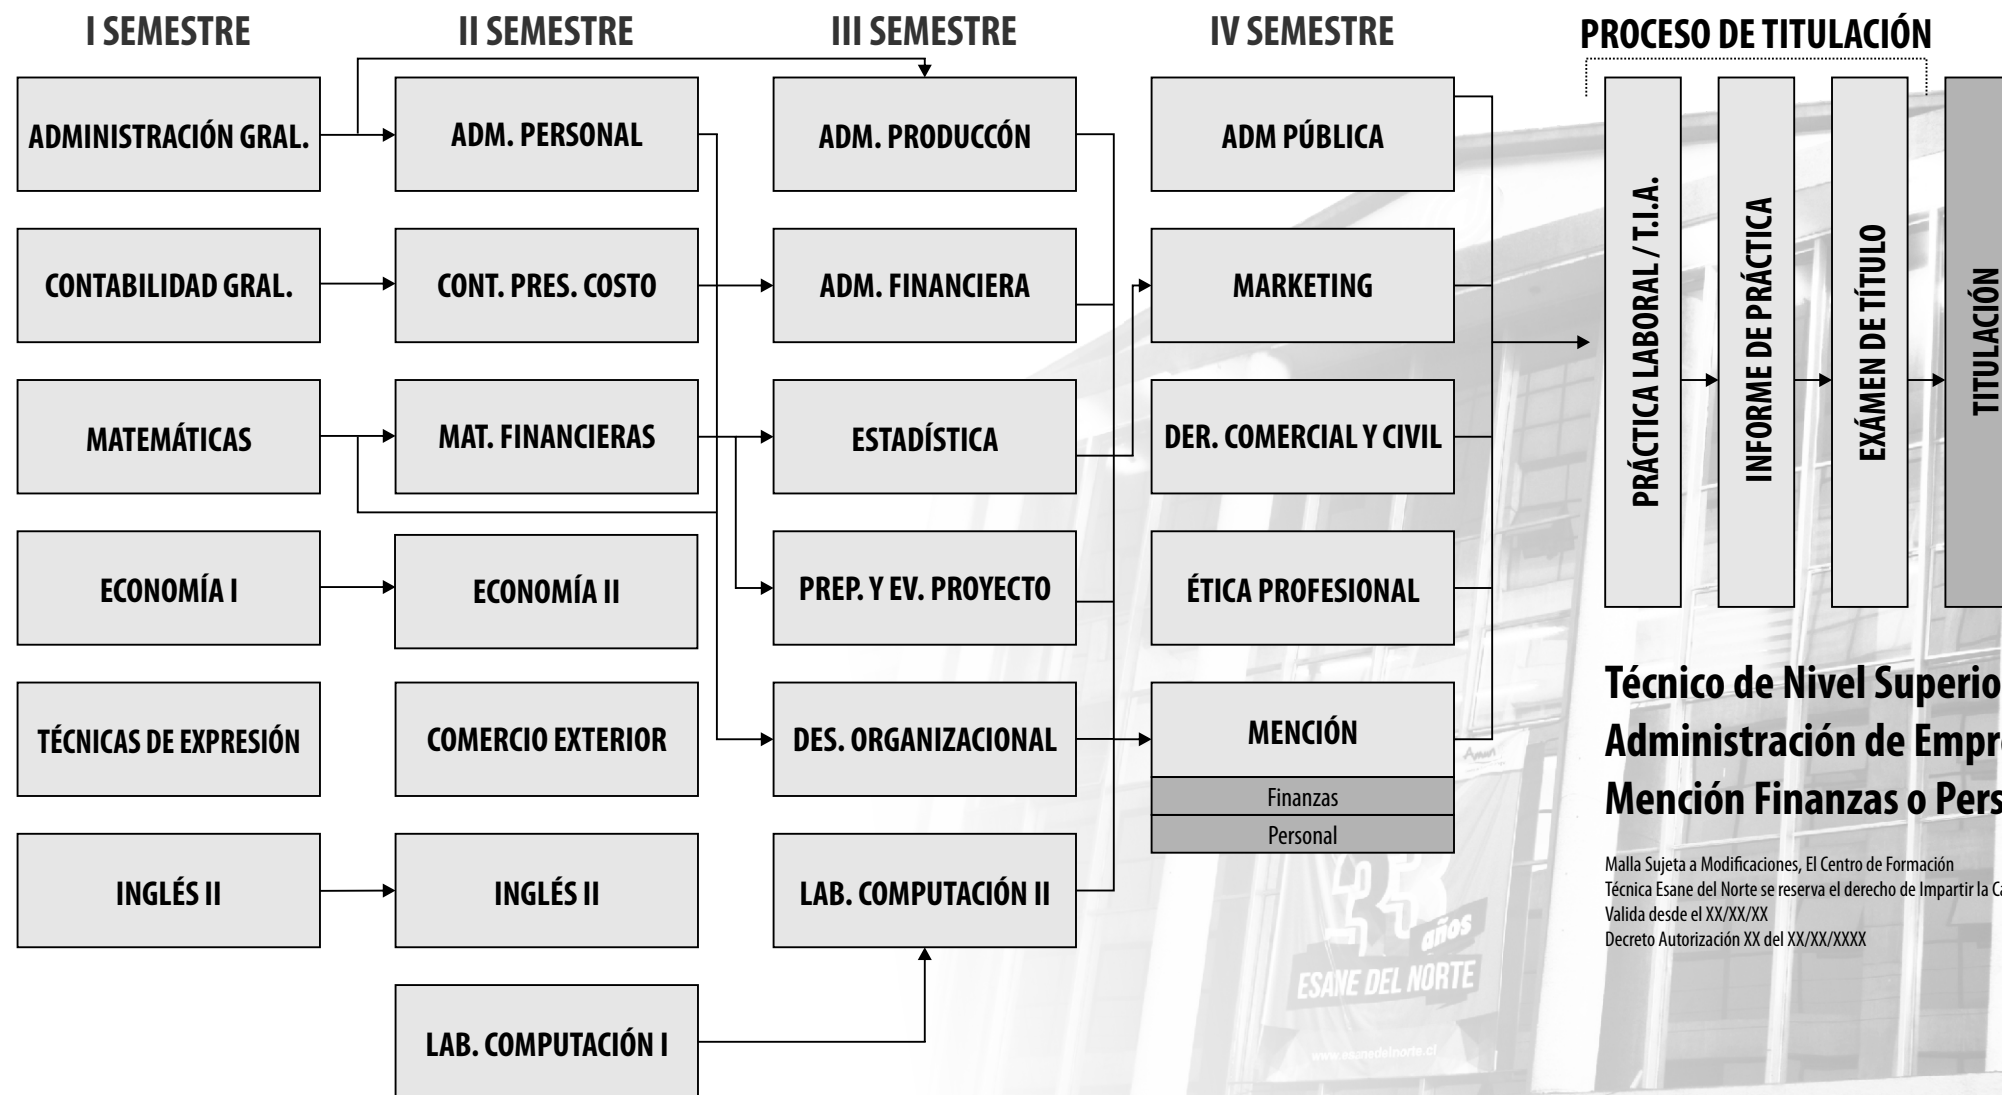 I SEMESTRE
II SEMESTRE
III SEMESTRE
IV SEMESTRE
PROCESO DE TITULACIÓN
ADMINISTRACIÓN GRAL.
ADM. PERSONAL
ADM. PRODUCCÓN
ADM PÚBLICA
CONTABILIDAD GRAL.
CONT. PRES. COSTO
ADM. FINANCIERA
MARKETING
MATEMÁTICAS
MAT. FINANCIERAS
ESTADÍSTICA
DER. COMERCIAL Y CIVIL
ECONOMÍA I
ECONOMÍA II
PREP. Y EV. PROYECTO
ÉTICA PROFESIONAL
TÉCNICAS DE EXPRESIÓN
COMERCIO EXTERIOR
DES. ORGANIZACIONAL
MENCIÓN
Finanzas
Personal
INGLÉS II
INGLÉS II
LAB. COMPUTACIÓN II
LAB. COMPUTACIÓN I
PRÁCTICA LABORAL / T.I.A.
INFORME DE PRÁCTICA
EXÁMEN DE TÍTULO
TITULACIÓN
Técnico de Nivel Superio
Administración de Empr
Mención Finanzas o Pers
Malla Sujeta a Modificaciones, El Centro de Formación
Técnica Esane del Norte se reserva el derecho de Impartir la Ca
Valida desde el XX/XX/XX
Decreto Autorización XX del XX/XX/XXXX
años
ESANE DEL NORTE
www.esanedelnorte.cl